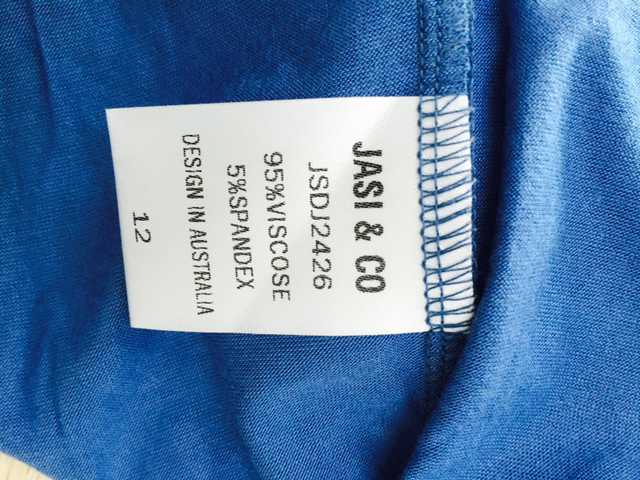 JASI & CO
JSDJ2426
95%VISCOSE
5%SPANDEX
DESIGN IN AUSTRALIA
12